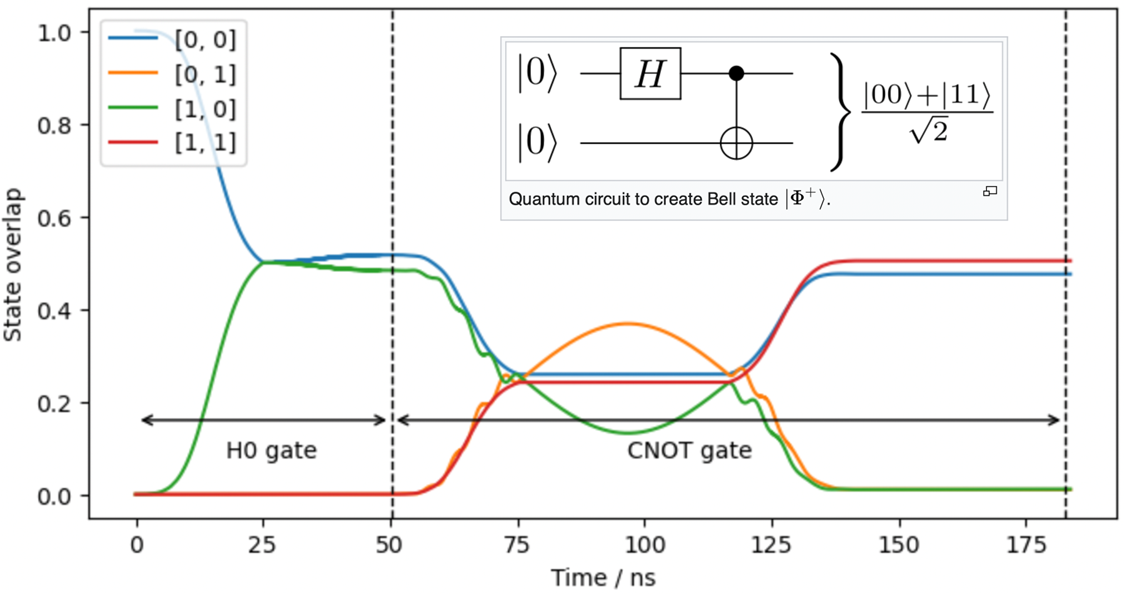 State overlap
1.0
0.8
0.6
0.4
0.2
0.0
[0, 0]
[0, 1]
[1, 0]
[1, 1]
|0⟩ H
|0⟩
|00⟩+|11⟩
√2
Quantum circuit to create Bell state |Φ⁺⟩.
H0 gate
CNOT gate
0 25 50 75 100 125 150 175
Time / ns